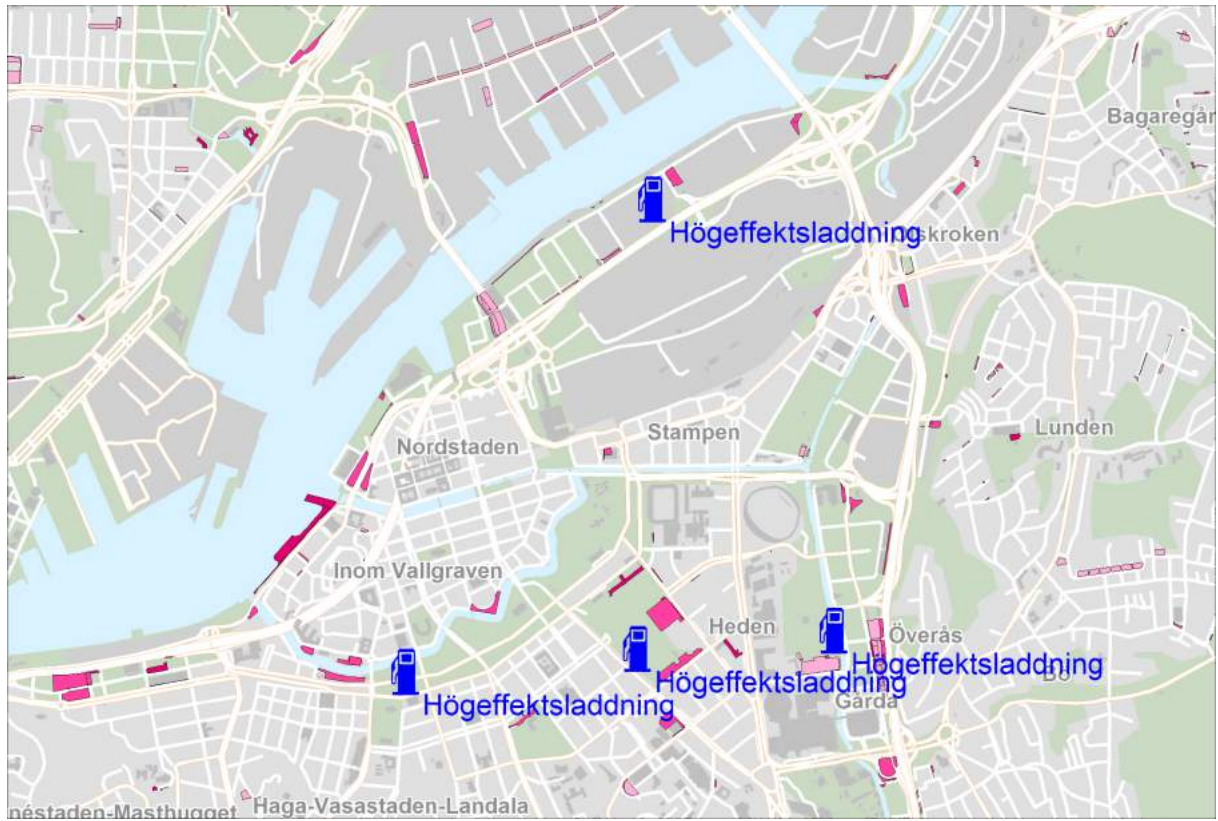 Bagaregår
Högeffektsladdning
skroken
Nordstaden
Stampen
Lunden
Inom Vallgraven
Heden
Överås
Högeffektsladdning
Bö
Högeffektsladdning
Gårda
Högeffektsladdning
néstaden-Masthugget
Haga-Vasastaden-Landala